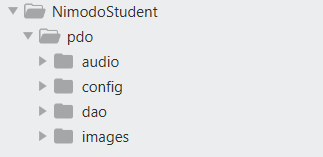 NimodoStudent
pdo
audio
config
dao
images